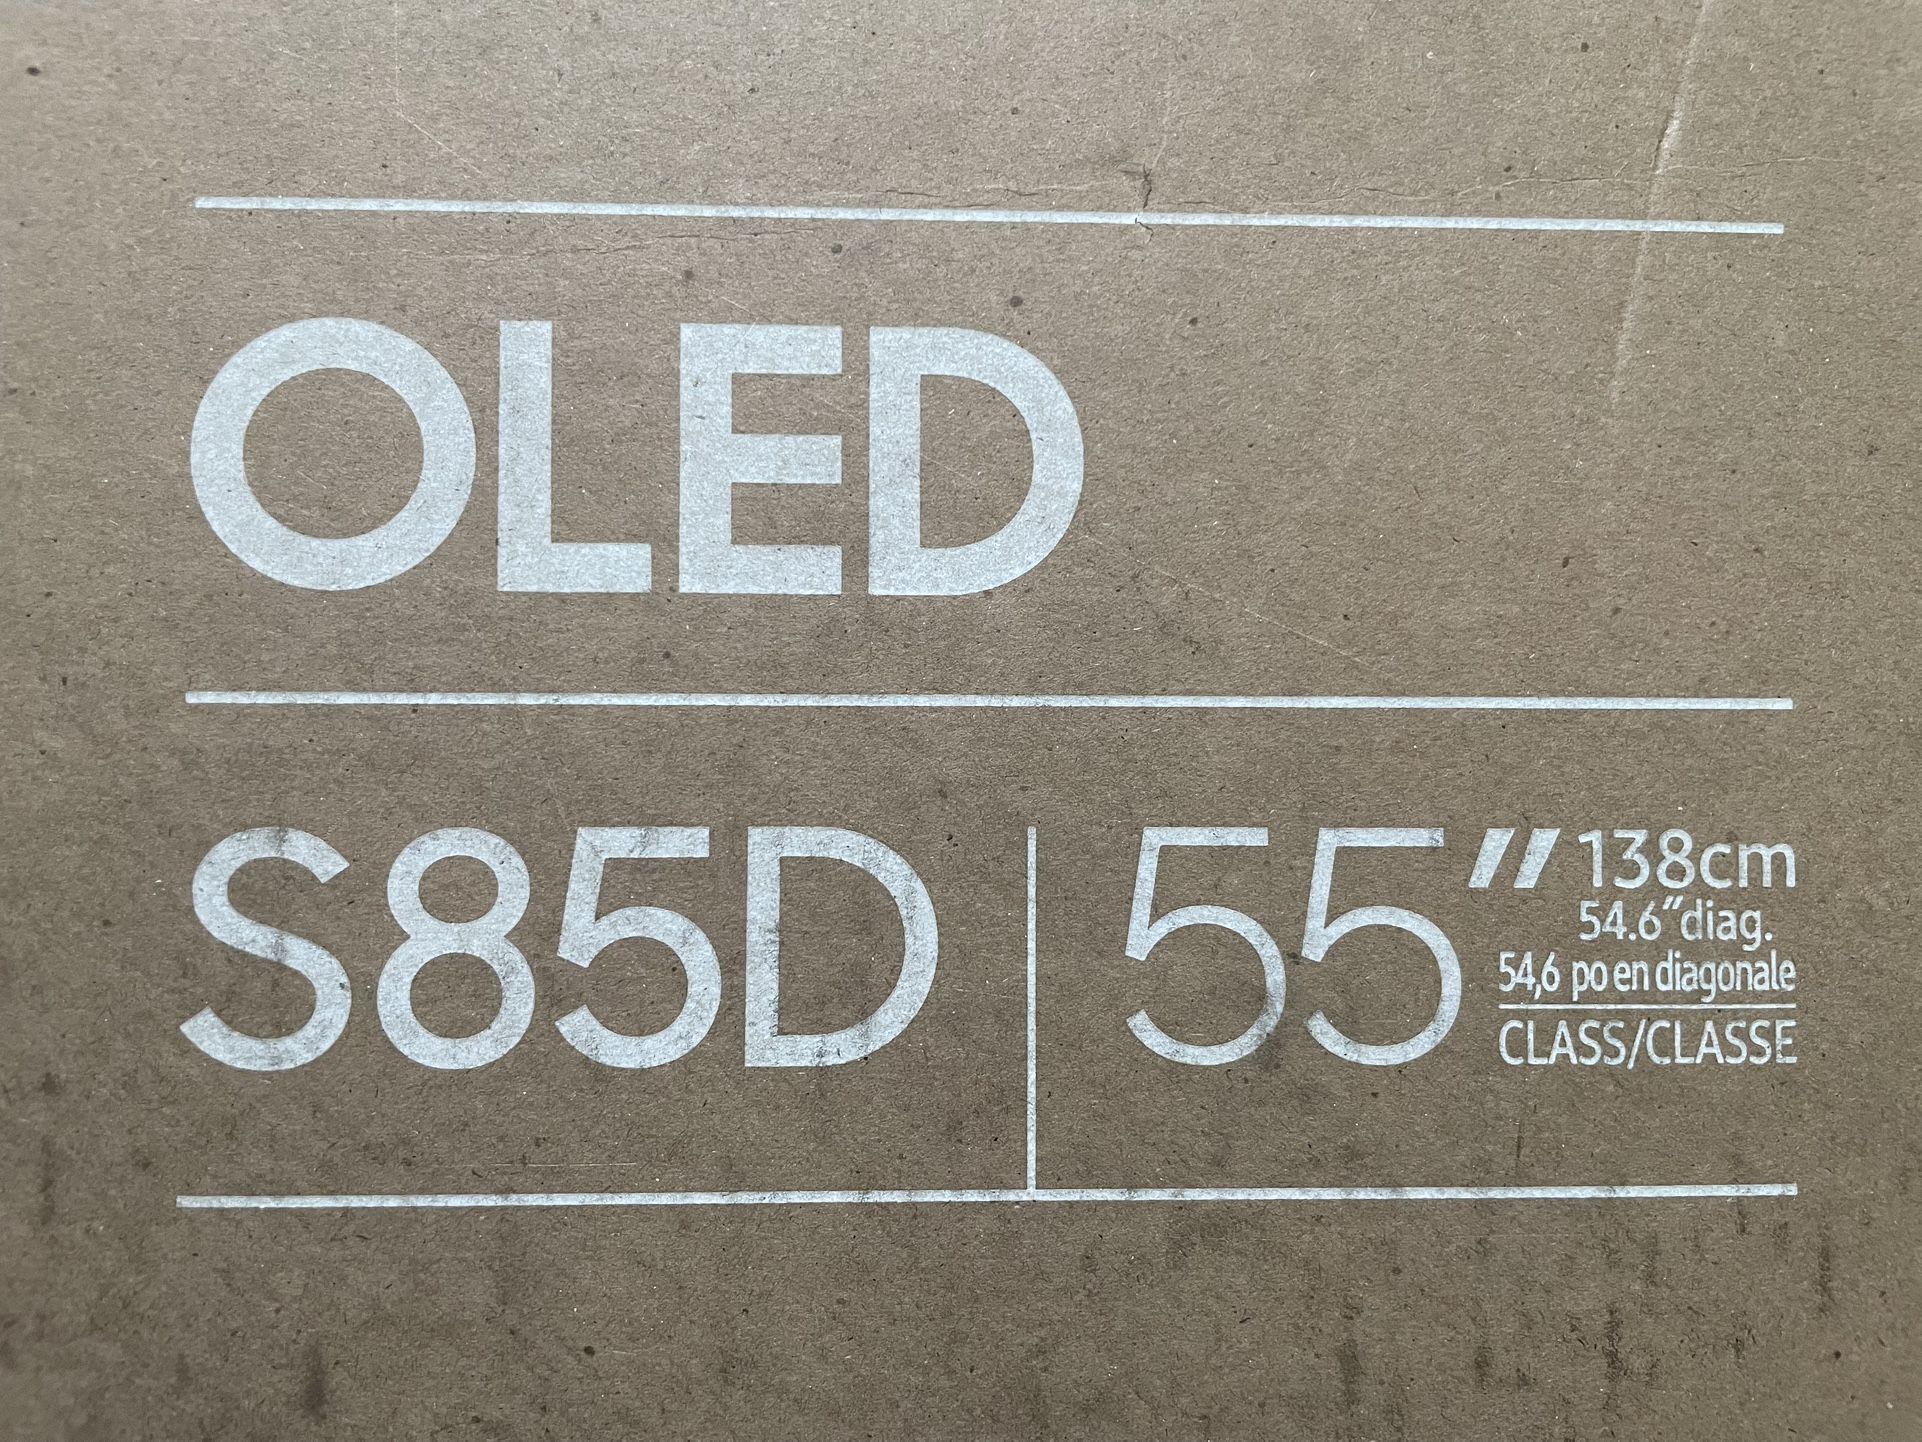 OLED
S85D
55″
138cm
54.6″diag.
54,6 po en diagonale
CLASS/CLASSE